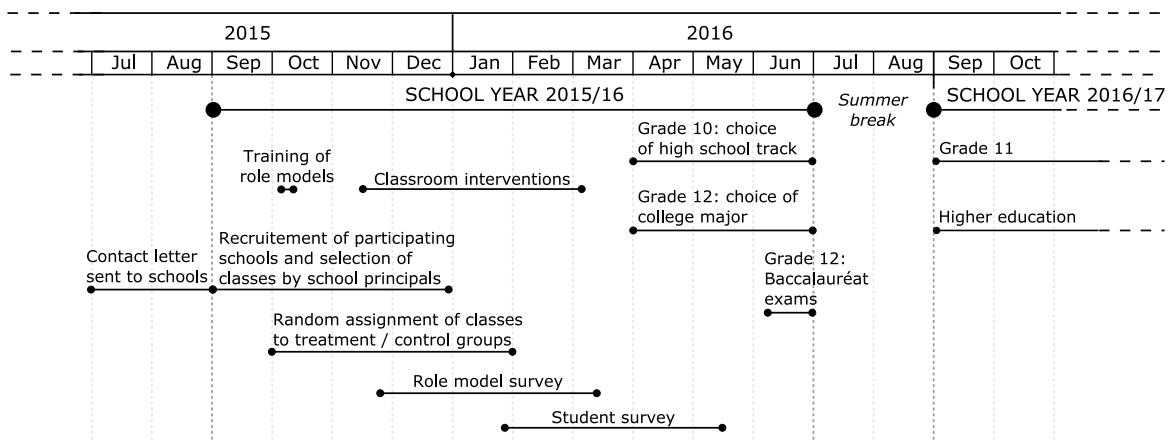 2015
2016
Jul Aug Sep Oct Nov Dec Jan Feb Mar Apr May Jun Jul Aug Sep Oct
SCHOOL YEAR 2015/16
Summer
break
SCHOOL YEAR 2016/17
Training of
role models
Classroom interventions
Grade 10: choice
of high school track
Grade 11
Grade 12: choice of
college major
Higher education
Contact letter
sent to schools
Recruitement of participating
schools and selection of
classes by school principals
Grade 12:
Baccalauréat
exams
Random assignment of classes
to treatment / control groups
Role model survey
Student survey